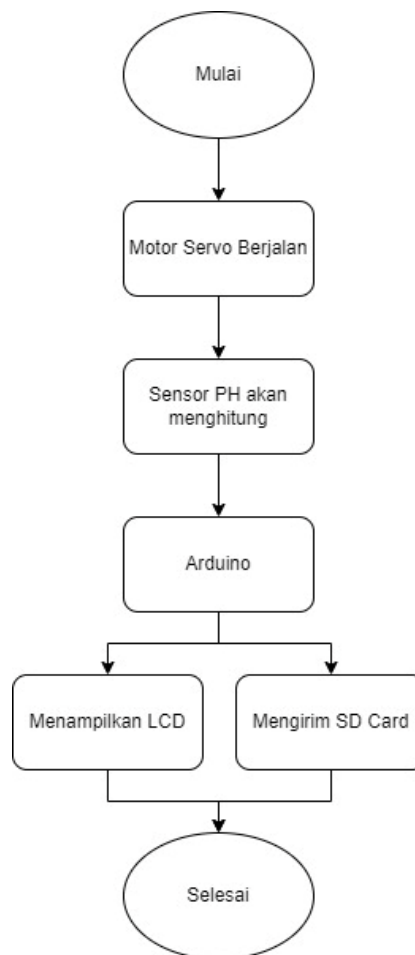 Mulai
Motor Servo Berjalan
Sensor PH akan
menghitung
Arduino
Menampilkan LCD
Mengirim SD Card
Selesai